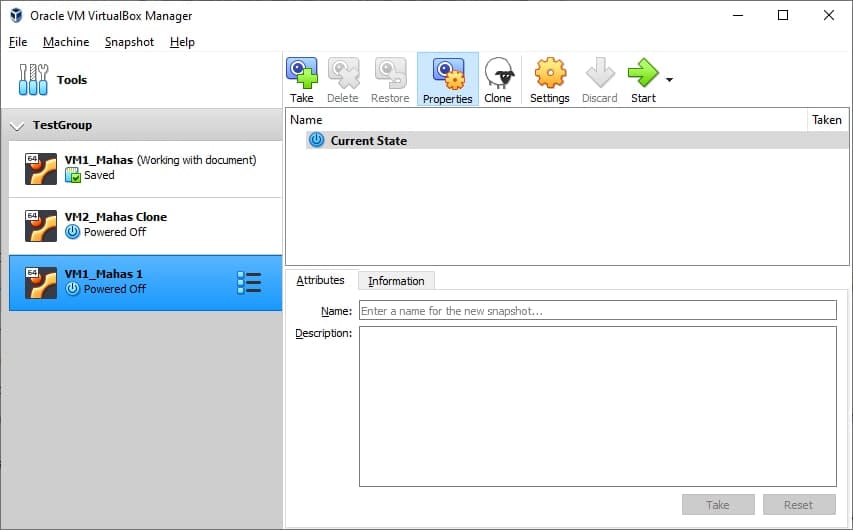 Oracle VM VirtualBox Manager
File Machine Snapshot Help
Tools
Take Delete Restore Properties Clone Settings Discard Start
TestGroup
Name Taken
Current State
64
VM1_Mahas (Working with document)
Saved
64
VM2_Mahas Clone
Powered Off
64
VM1_Mahas 1
Powered Off
Attributes Information
Name: Enter a name for the new snapshot...
Description:
Take Reset